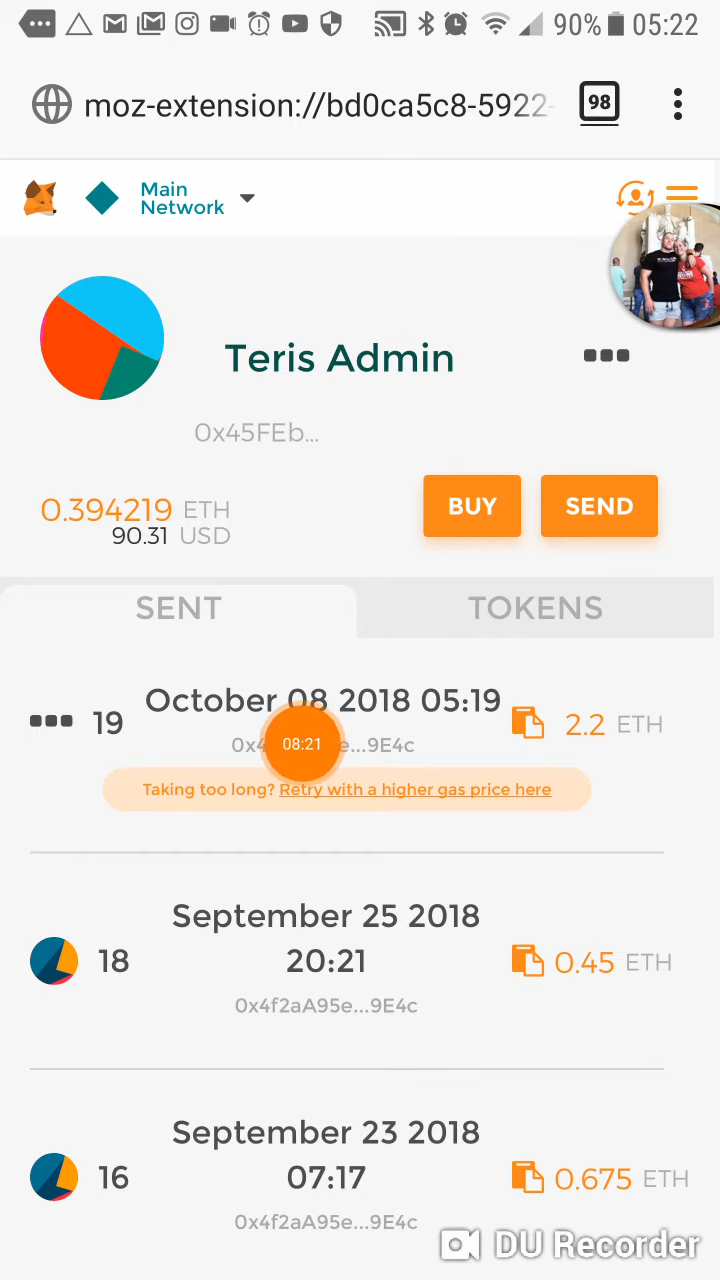 90% 05:22
moz-extension://bd0ca5c8-5922-
98
Main
Network
Teris Admin
0x45FEb...
0.394219 ETH
90.31 USD
BUY
SEND
SENT
TOKENS
October 08 2018 05:19
19
2.2 ETH
0x4 e...9E4c
08:21
Taking too long? Retry with a higher gas price here
September 25 2018
18
20:21
0.45 ETH
0x4f2aA95e...9E4c
September 23 2018
16
07:17
0.675 ETH
0x4f2aA95e...9E4c
DU Recorder